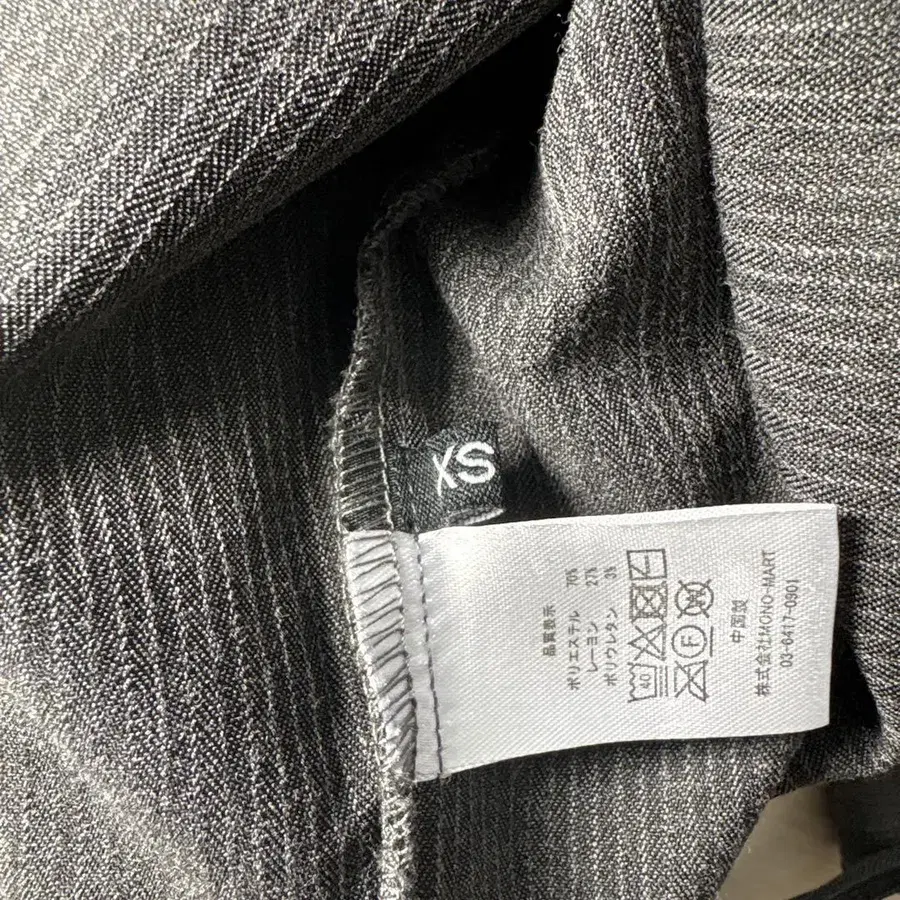 XS
品質表示
ポリエステル 70%
レーヨン 27%
ポリウレタン 3%
40
F
中国製
株式会社MONO-MART
03-6417-0901